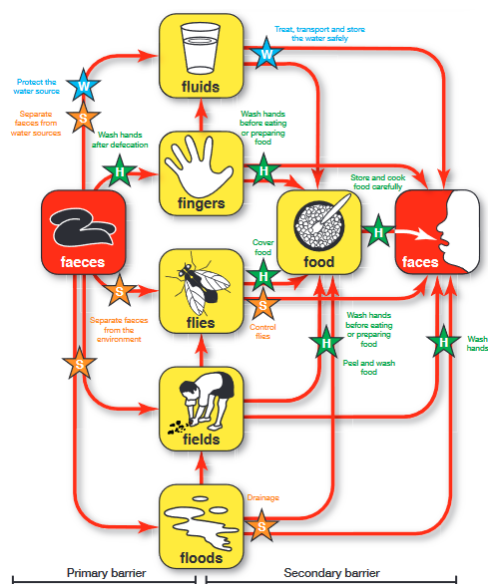 Treat, transport and store
the water safely
W
fluids
Protect the
water source
W
Separate
faeces from
water sources
S
Wash hands
after defecation
H
Wash hands
before eating
or preparing
food
H
fingers
Store and cook
food carefully
H
faeces
food
faces
Cover
food
H
S
Separate faeces
from the
environment
flies
S
Control
flies
Wash hands
before eating
or preparing
food
H
Peel and wash
food
H
Wash
hands
S
fields
Drainage
S
floods
Primary barrier
Secondary barrier